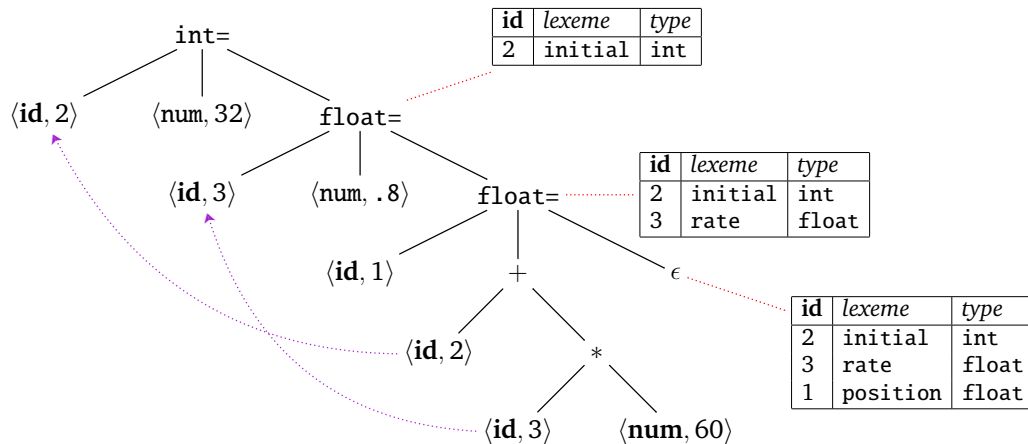 int=
id lexeme type
2 initial int
⟨id, 2⟩ ⟨num, 32⟩ float=
⟨id, 3⟩ ⟨num, .8⟩ float=
id lexeme type
2 initial int
3 rate float
⟨id, 1⟩ + ϵ
id lexeme type
2 initial int
3 rate float
1 position float
⟨id, 2⟩ *
⟨id, 3⟩ ⟨num, 60⟩